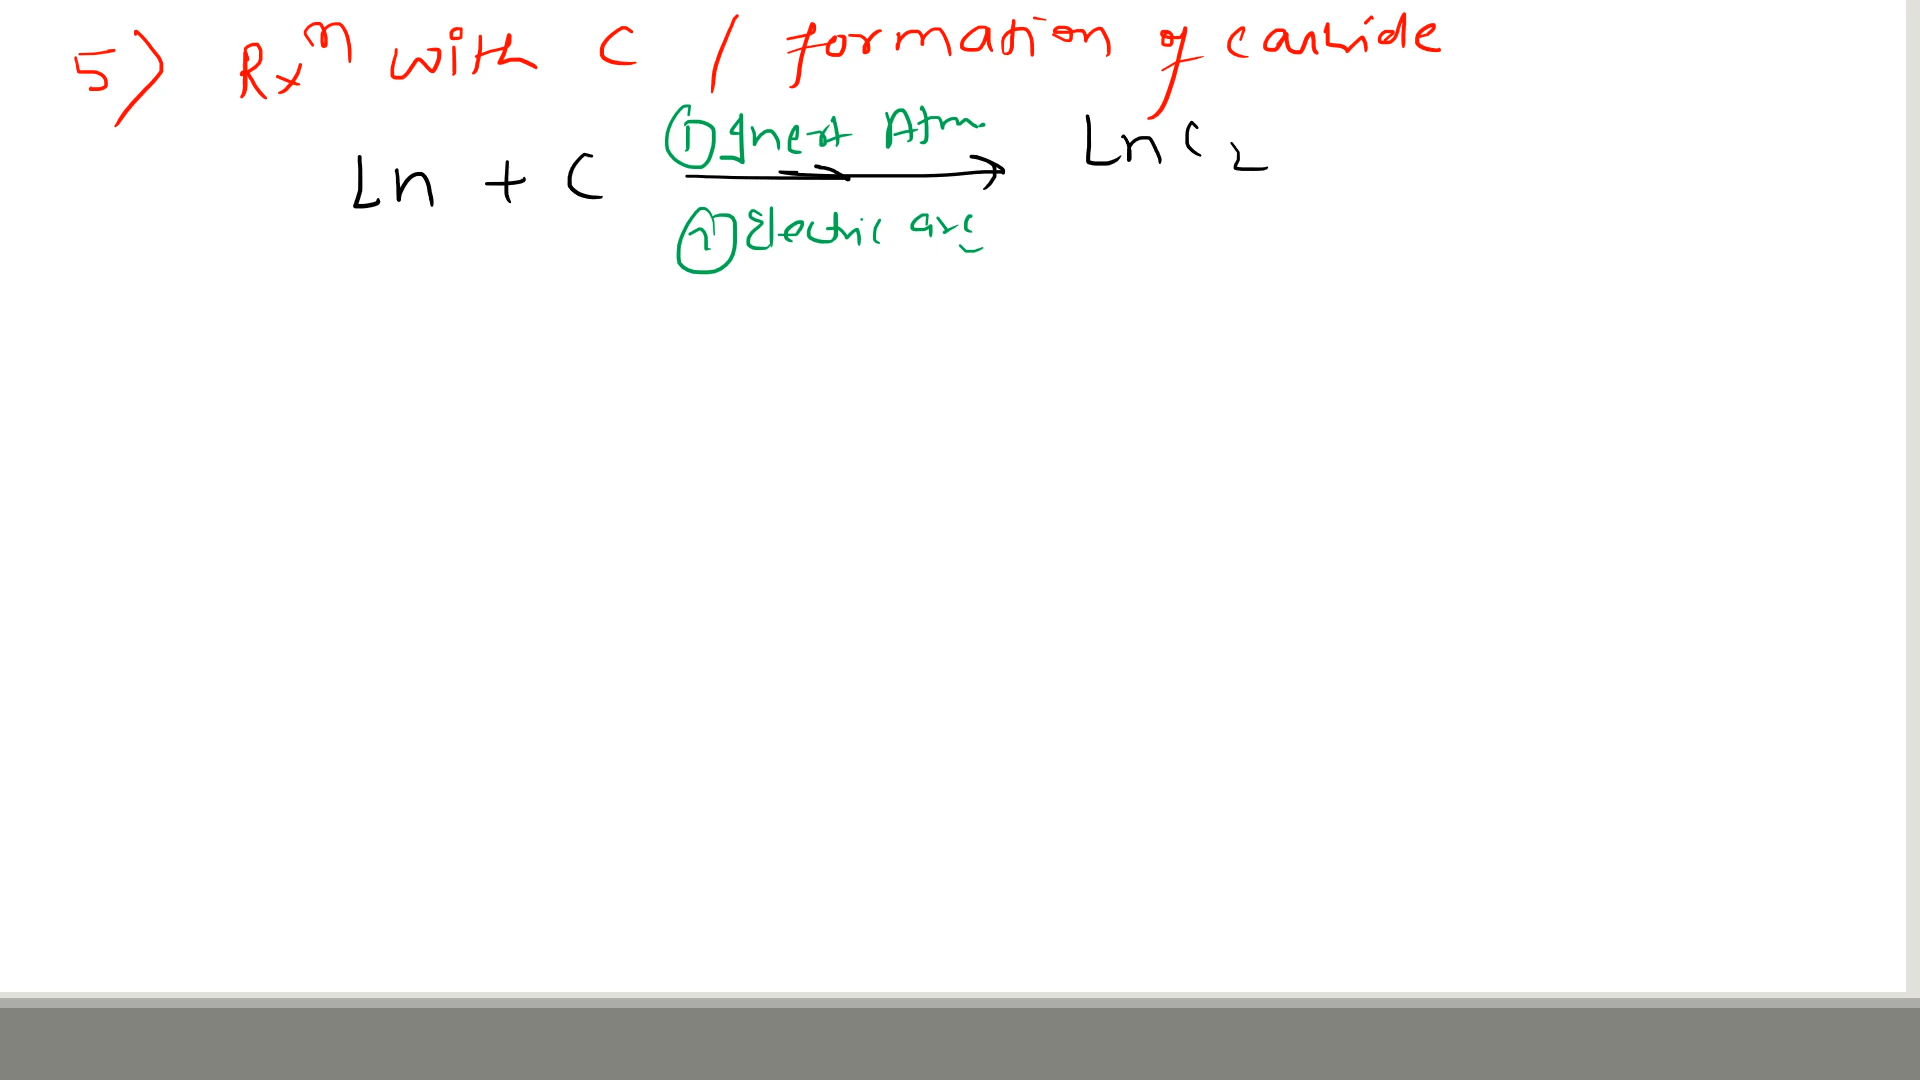 5) Rxⁿ with C / formation of carbide
① Inert Atm
Ln + C → LnC₂
② Electric arc